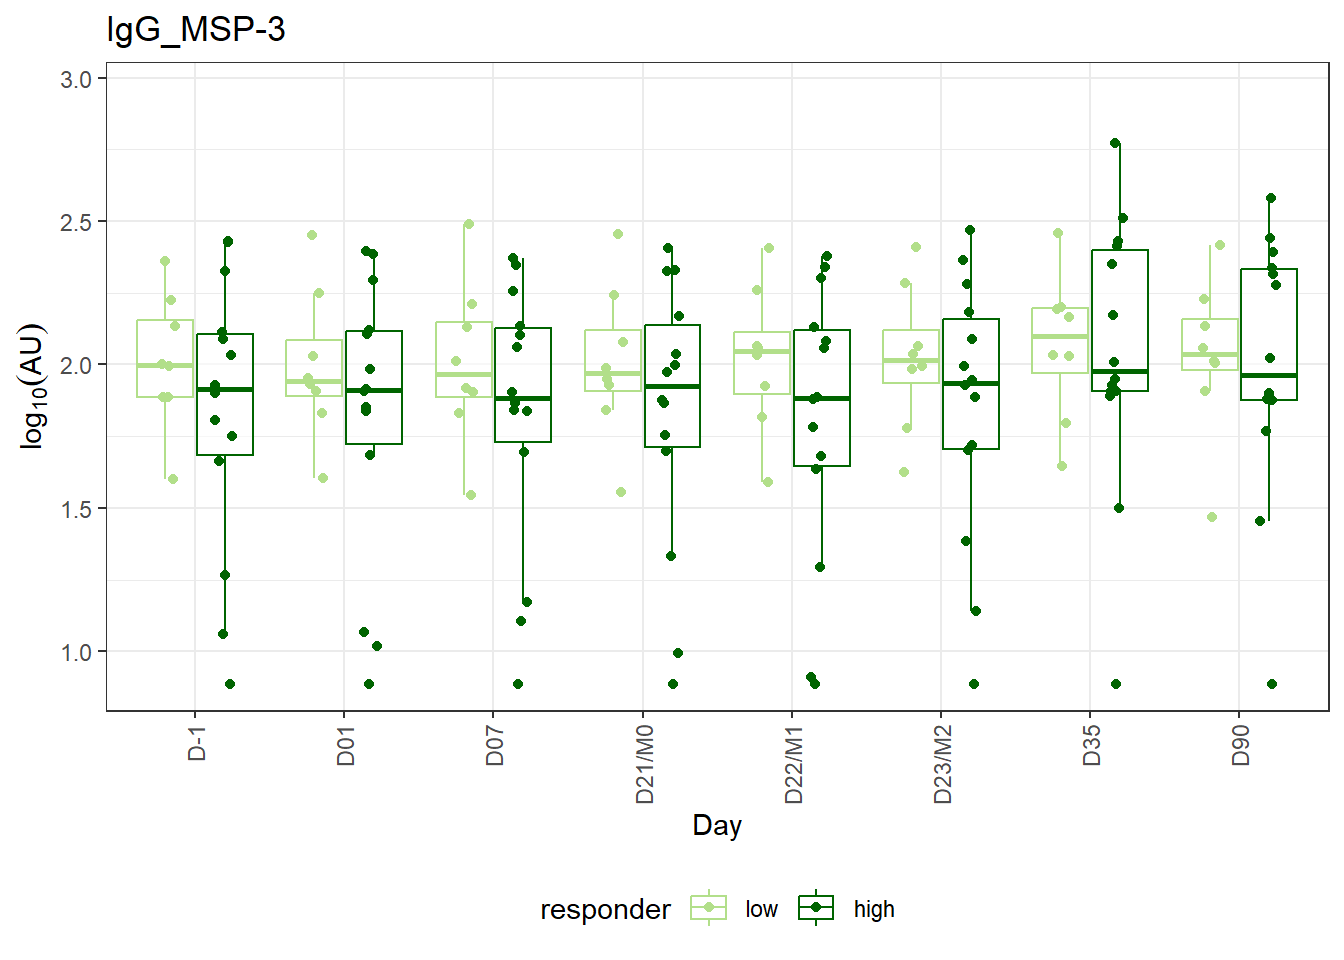 IgG_MSP-3
3.0
2.5
2.0
1.5
1.0
log₁₀(AU)
D-1
D01
D07
D21/M0
D22/M1
D23/M2
D35
D90
Day
responder low high